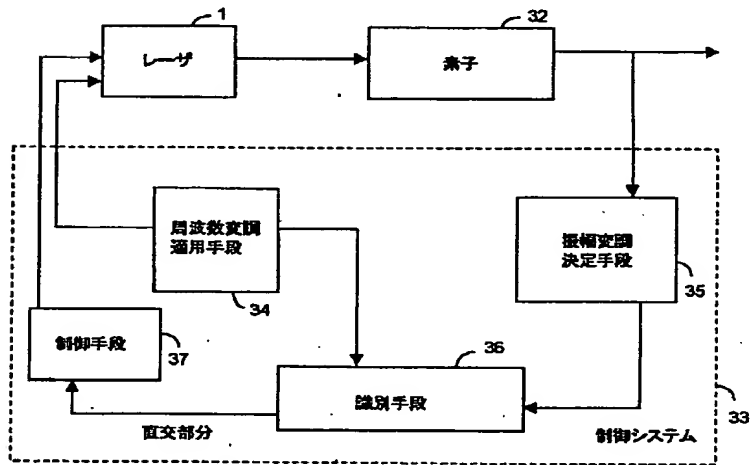 1
レーザ
32
素子
周波数変調
適用手段
34
振幅変調
決定手段
35
制御手段
37
36
識別手段
直交部分
制御システム
33